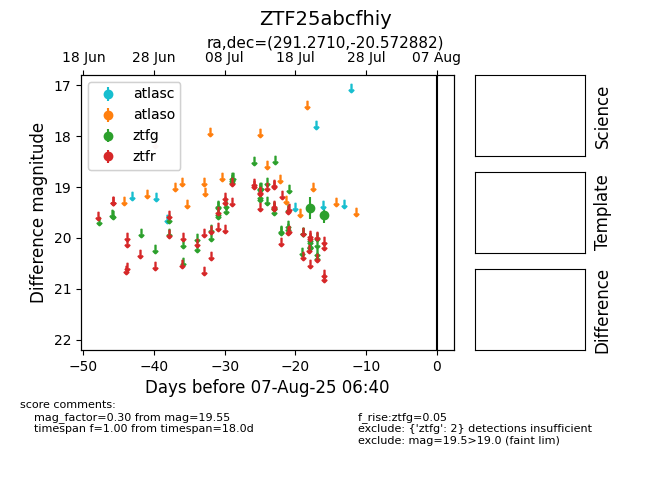 ZTF25abcfhiy
ra,dec=(291.2710,-20.572882)
18 Jun 28 Jun 08 Jul 18 Jul 28 Jul 07 Aug
17
18
19
20
21
22
Difference magnitude
atlasc
atlaso
ztfg
ztfr
−50 −40 −30 −20 −10 0
Days before 07-Aug-25 06:40
Science
Template
Difference
score comments:
mag_factor=0.30 from mag=19.55
timespan f=1.00 from timespan=18.0d
f_rise:ztfg=0.05
exclude: {'ztfg': 2} detections insufficient
exclude: mag=19.5>19.0 (faint lim)